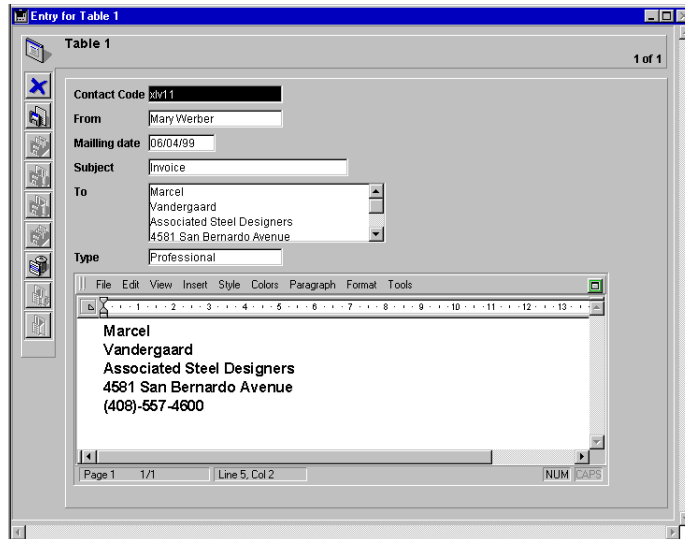 Entry for Table 1
Table 1
1 of 1
Contact Code xlv11
From Mary Werber
Mailling date 06/04/99
Subject Invoice
To Marcel
Vandergaard
Associated Steel Designers
4581 San Bernardo Avenue
Type Professional
File Edit View Insert Style Colors Paragraph Format Tools
1 2 3 4 5 6 7 8 9 10 11 12 13
Marcel
Vandergaard
Associated Steel Designers
4581 San Bernardo Avenue
(408)-557-4600
Page 1 1/1 Line 5, Col 2 NUM CAPS